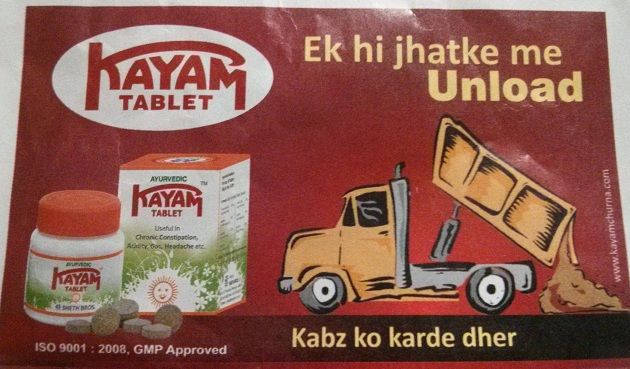 KAYAM
TABLET
Ek hi jhatke me
Unload
AYURVEDIC
KAYAM™
TABLET
Useful in
Chronic Constipation,
Acidity, Gas, Headache etc.
AYURVEDIC
KAYAM
TABLET
SHETH BROS.
ISO 9001 : 2008, GMP Approved
Kabz ko karde dher
www.kayamchurna.com